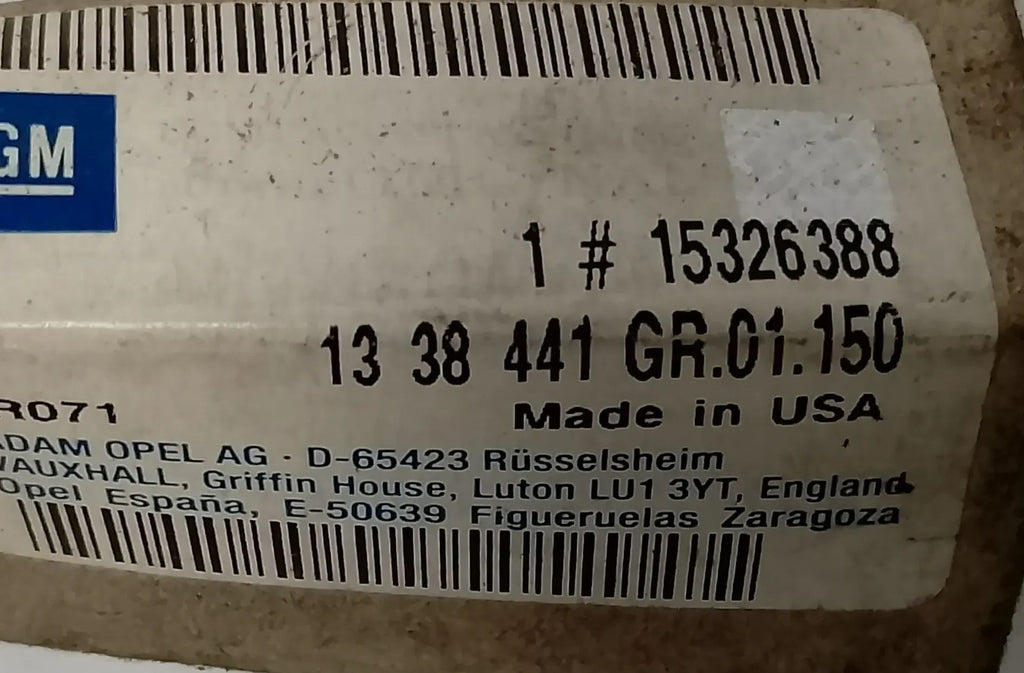 GM
1 # 15326388
13 38 441 GR.01.150
R071
Made in USA
ADAM OPEL AG · D-65423 Rüsselsheim
VAUXHALL, Griffin House, Luton LU1 3YT, England
Opel España, E-50639 Figueruelas Zaragoza